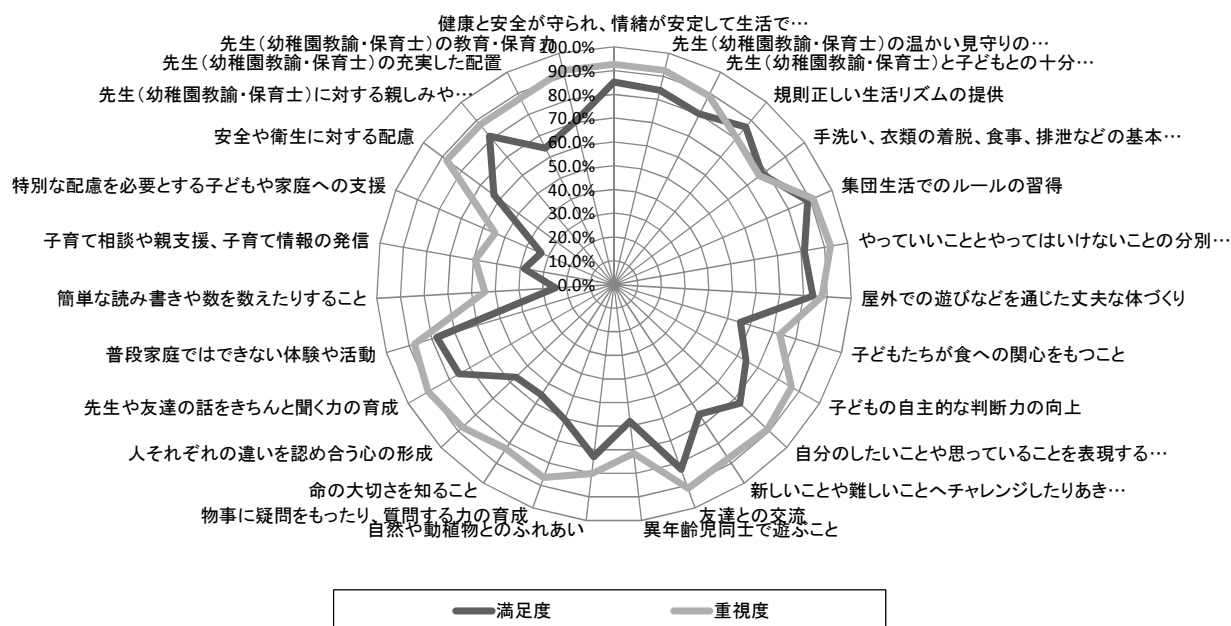 健康と安全が守られ、情緒が安定して生活で…
先生（幼稚園教諭・保育士）の温かい見守りの…
先生（幼稚園教諭・保育士）と子どもとの十分…
規則正しい生活リズムの提供
手洗い、衣類の着脱、食事、排泄などの基本…
集団生活でのルールの習得
やっていいこととやってはいけないことの分別…
屋外での遊びなどを通じた丈夫な体づくり
子どもたちが食への関心をもつこと
子どもの自主的な判断力の向上
自分のしたいことや思っていることを表現する…
新しいことや難しいことへチャレンジしたりあき…
友達との交流
異年齢児同士で遊ぶこと
自然や動植物とのふれあい
物事に疑問をもったり、質問する力の育成
命の大切さを知ること
人それぞれの違いを認め合う心の形成
先生や友達の話をきちんと聞く力の育成
普段家庭ではできない体験や活動
簡単な読み書きや数を数えたりすること
子育て相談や親支援、子育て情報の発信
特別な配慮を必要とする子どもや家庭への支援
安全や衛生に対する配慮
先生（幼稚園教諭・保育士）に対する親しみや…
先生（幼稚園教諭・保育士）の充実した配置
先生（幼稚園教諭・保育士）の教育・保育力
100.0%
90.0%
80.0%
70.0%
60.0%
50.0%
40.0%
30.0%
20.0%
10.0%
0.0%
満足度
重視度